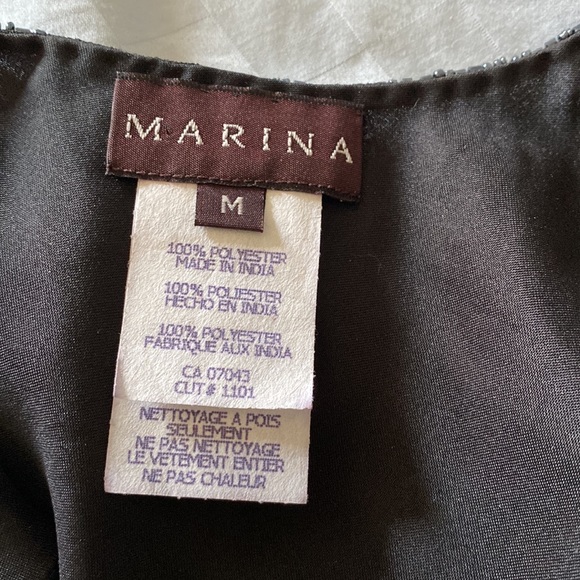 MARINA
M
100% POLYESTER
MADE IN INDIA
100% POLIESTER
HECHO EN INDIA
100% POLYESTER
FABRIQUE AUX INDIA
CA 07043
CUT# 1101
NETTOYAGE A POIS
SEULEMENT
NE PAS NETTOYAGE
LE VETEMENT ENTIER
NE PAS CHALEUR